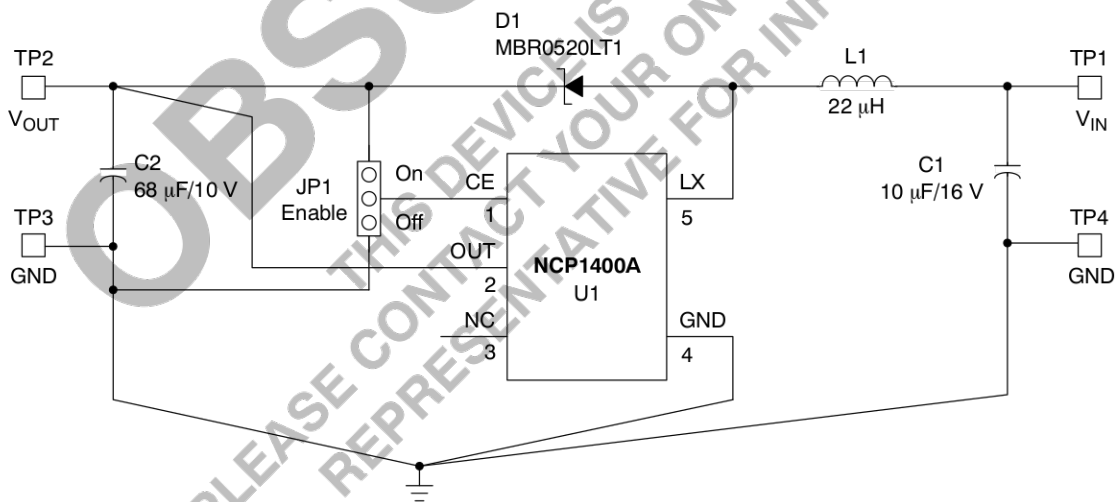 OBSO
THIS DEVICE IS
PLEASE CONTACT YOUR ON
REPRESENTATIVE FOR INF
D1
MBR0520LT1
TP2
VOUT
L1
22 μH
TP1
VIN
C2
68 μF/10 V
JP1
Enable
On
Off
CE
1
LX
5
C1
10 μF/16 V
TP3
GND
TP4
GND
OUT
2
NCP1400A
U1
NC
3
GND
4